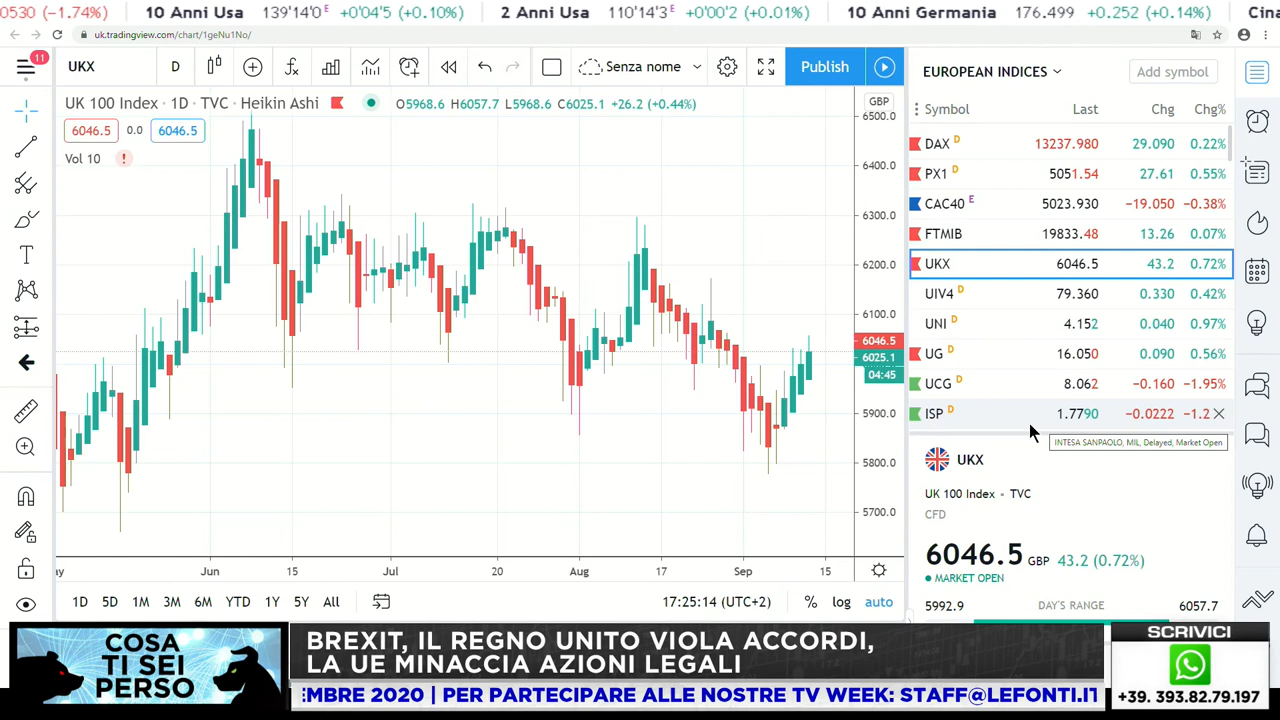 0530 (−1.74%) 10 Anni Usa 139'14'0 E +0'04'5 (+0.10%) 2 Anni Usa 110'14'3 E +0'00'2 (+0.01%) 10 Anni Germania 176.499 +0.252 (+0.14%) Cina
uk.tradingview.com/chart/1geNu1No/
11
UKX D Senza nome Publish
EUROPEAN INDICES Add symbol
UK 100 Index · 1D · TVC · Heikin Ashi O5968.6 H6057.7 L5968.6 C6025.1 +26.2 (+0.44%)
6046.5 0.0 6046.5
Vol 10 !
GBP
6500.0
6400.0
6300.0
6200.0
6100.0
6046.5
6025.1
04:45
5900.0
5800.0
5700.0
Jun 15 Jul 20 Aug 17 Sep 15
1D 5D 1M 3M 6M YTD 1Y 5Y All 17:25:14 (UTC+2) % log auto
Symbol Last Chg Chg%
DAX D 13237.980 29.090 0.22%
PX1 D 5051.54 27.61 0.55%
CAC40 E 5023.930 −19.050 −0.38%
FTMIB 19833.48 13.26 0.07%
UKX 6046.5 43.2 0.72%
UIV4 D 79.360 0.330 0.42%
UNI D 4.152 0.040 0.97%
UG D 16.050 0.090 0.56%
UCG D 8.062 −0.160 −1.95%
ISP D 1.7790 −0.0222 −1.2
INTESA SANPAOLO, MIL, Delayed, Market Open
UKX
UK 100 Index • TVC
CFD
6046.5 GBP 43.2 (0.72%)
MARKET OPEN
5992.9 DAY'S RANGE 6057.7
COSA
TI SEI
PERSO
BREXIT, IL REGNO UNITO VIOLA ACCORDI,
LA UE MINACCIA AZIONI LEGALI
EMBRE 2020 | PER PARTECIPARE ALLE NOSTRE TV WEEK: STAFF@LEFONTI.IT
SCRIVICI
+39. 393.82.79.197